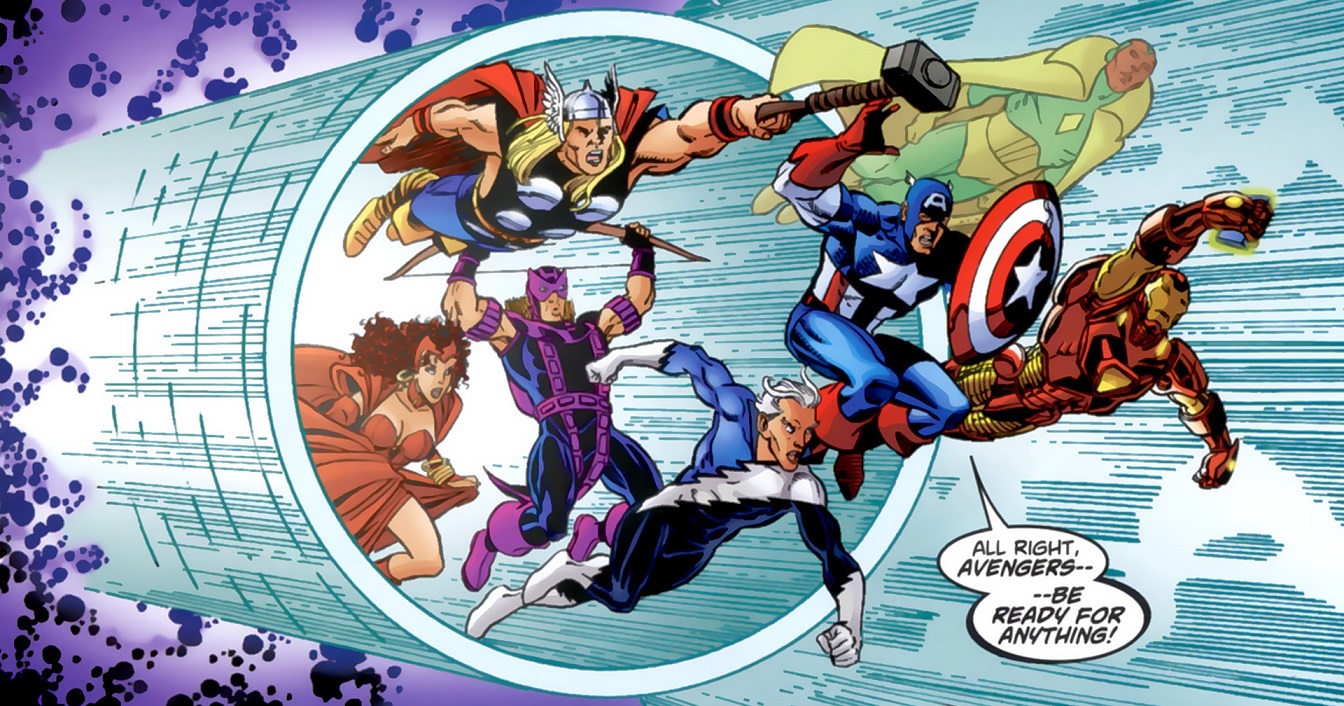 ALL RIGHT,
AVENGERS--
--BE
READY FOR
ANYTHING!